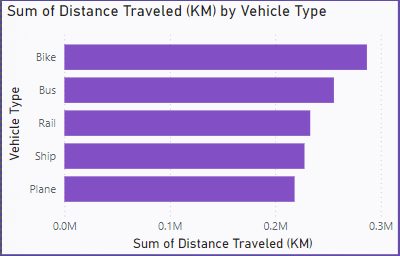 Sum of Distance Traveled (KM) by Vehicle Type
Vehicle Type
Bike
Bus
Rail
Ship
Plane
0.0M 0.1M 0.2M 0.3M
Sum of Distance Traveled (KM)